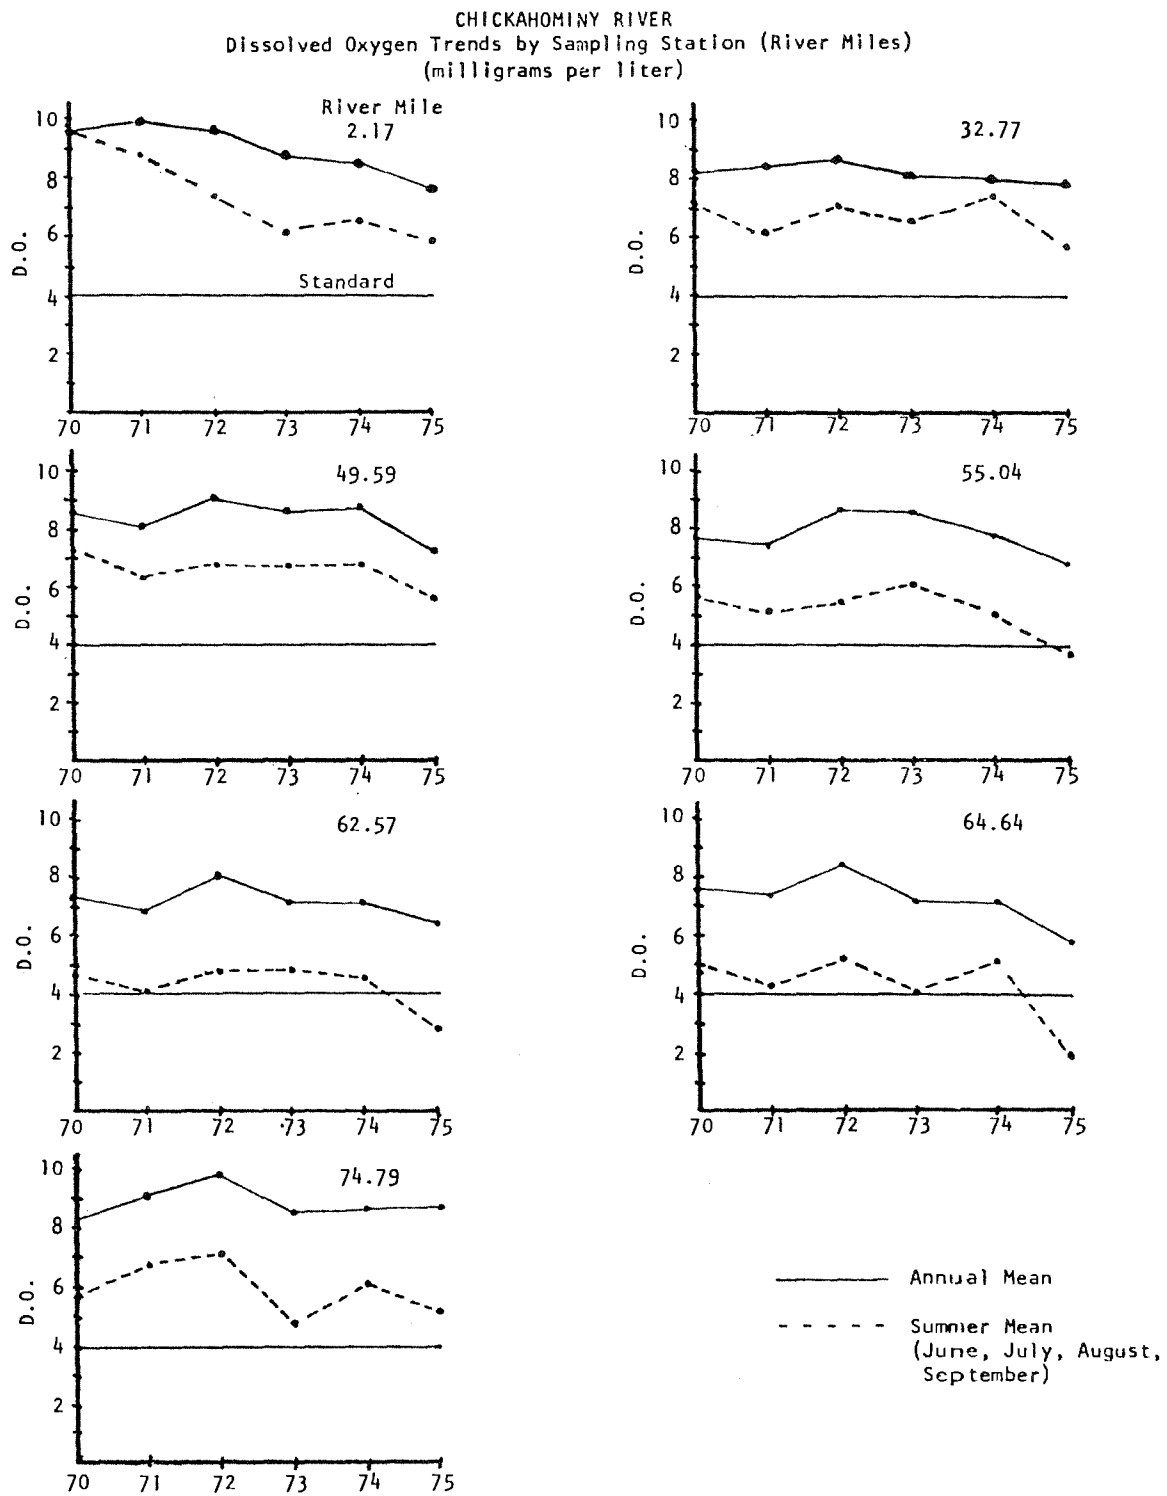 CHICKAHOMINY RIVER
Dissolved Oxygen Trends by Sampling Station (River Miles)
(milligrams per liter)
River Mile
2.17
10
8
6
4
2
D.O.
Standard
70 71 72 73 74 75
32.77
10
8
6
4
2
D.O.
70 71 72 73 74 75
49.59
10
8
6
4
2
D.O.
70 71 72 73 74 75
55.04
10
8
6
4
2
D.O.
70 71 72 73 74 75
62.57
10
8
6
4
2
D.O.
70 71 72 73 74 75
64.64
10
8
6
4
2
D.O.
70 71 72 73 74 75
74.79
10
8
6
4
2
D.O.
70 71 72 73 74 75
Annual Mean
Summer Mean
(June, July, August,
September)